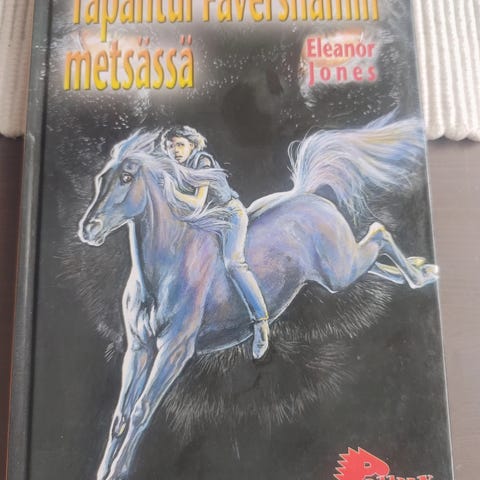 Tapahtui Favershamin
metsässä
Eleanor
Jones